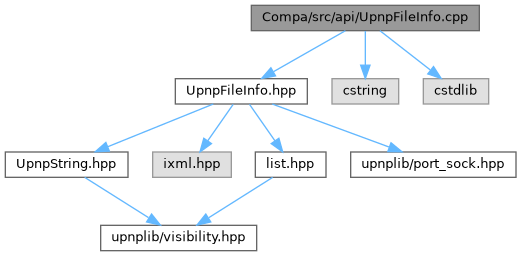 Compa/src/api/UpnpFileInfo.cpp
UpnpFileInfo.hpp
cstring
cstdlib
UpnpString.hpp
ixml.hpp
list.hpp
upnplib/port_sock.hpp
upnplib/visibility.hpp